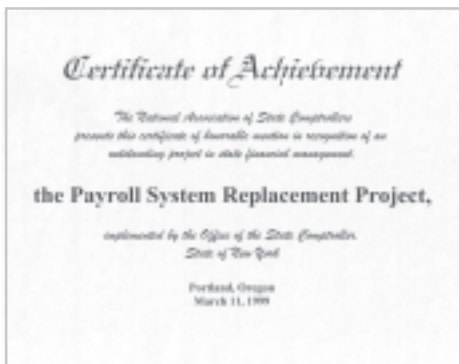 Certificate of Achievement
The National Association of State Comptrollers
presents this certificate of honorable mention in recognition of an
outstanding project in state financial management.
the Payroll System Replacement Project,
implemented by the Office of the State Comptroller
State of New York
Portland, Oregon
March 11, 1999